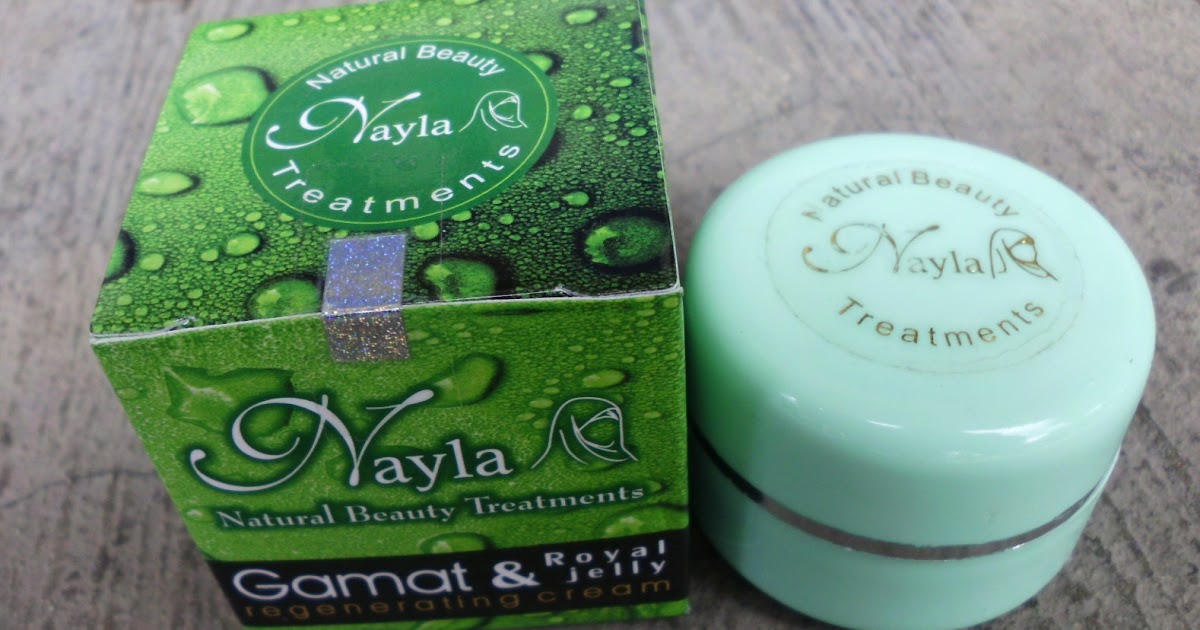 Natural Beauty
Nayla
Treatments
Nayla
Natural Beauty Treatments
Gamat & Royal jelly
regenerating cream
Natural Beauty
Nayla
Treatments